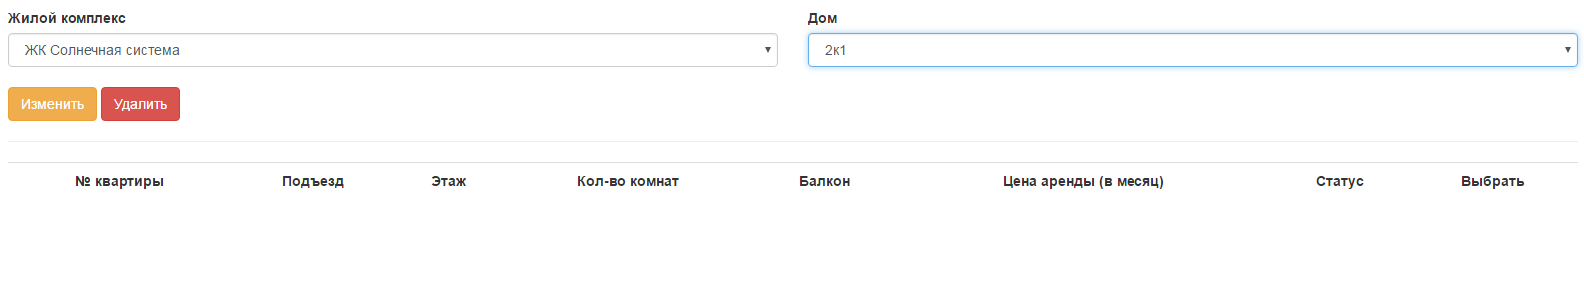 Жилой комплекс Дом
ЖК Солнечная система 2к1
Изменить Удалить
№ квартиры Подъезд Этаж Кол-во комнат Балкон Цена аренды (в месяц) Статус Выбрать